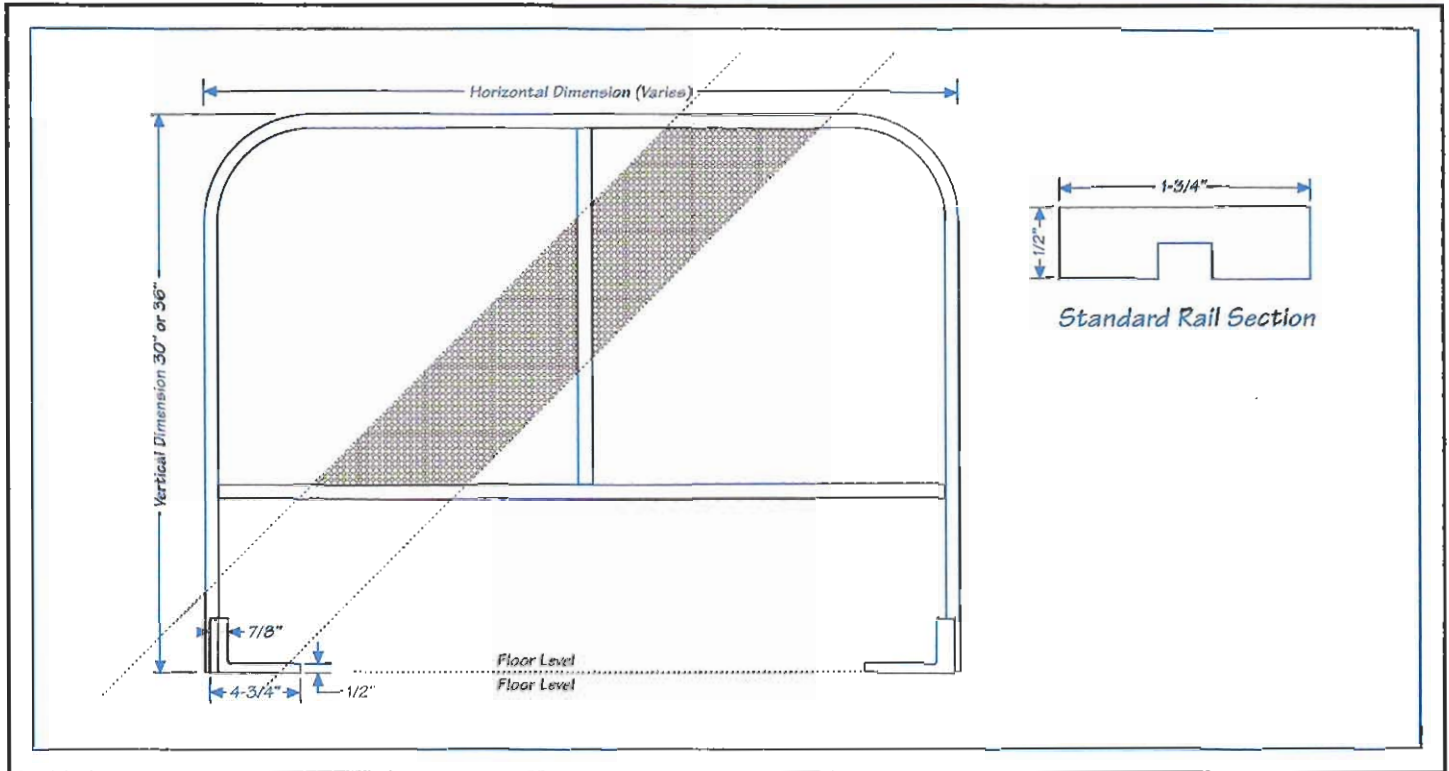 Horizontal Dimension (Varies)
Vertical Dimension 30" or 36"
1-3/4"
1/2"
Standard Rail Section
7/8"
4-3/4"
1/2"
Floor Level
Floor Level